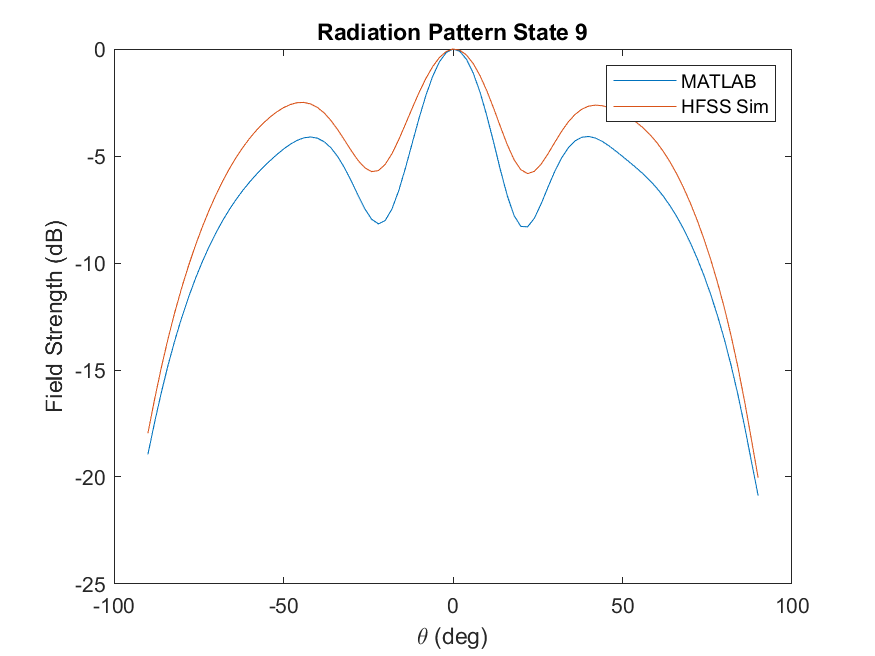 Radiation Pattern State 9
MATLAB
HFSS Sim
Field Strength (dB)
0
-5
-10
-15
-20
-25
-100
-50
0
50
100
θ (deg)